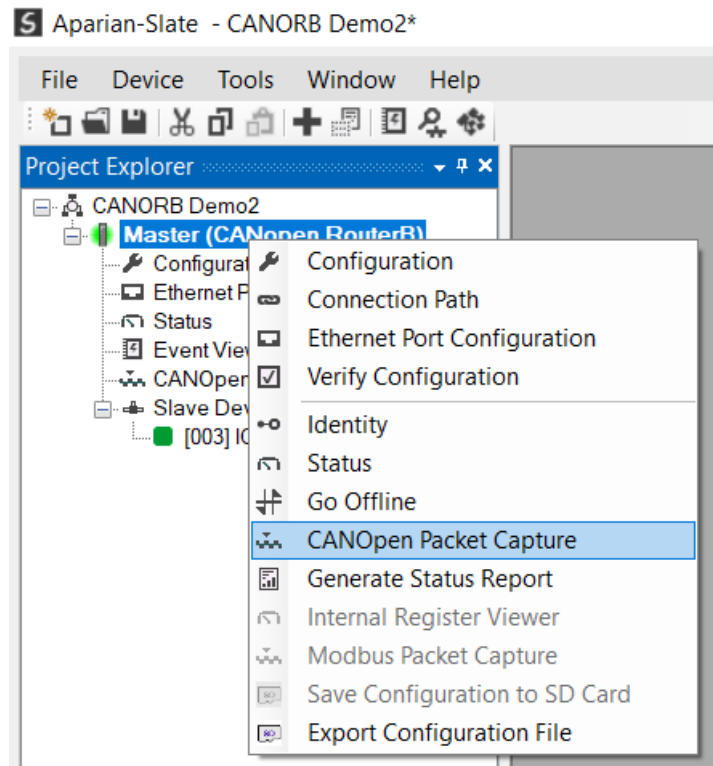 S Aparian-Slate - CANORB Demo2*
File Device Tools Window Help
Project Explorer
CANORB Demo2
Master (CANopen RouterB)
Configurat
Ethernet P
Status
Event Vie
CANOpen
Slave Dev
[003] IO
Configuration
Connection Path
Ethernet Port Configuration
Verify Configuration
Identity
Status
Go Offline
CANOpen Packet Capture
Generate Status Report
Internal Register Viewer
Modbus Packet Capture
Save Configuration to SD Card
Export Configuration File